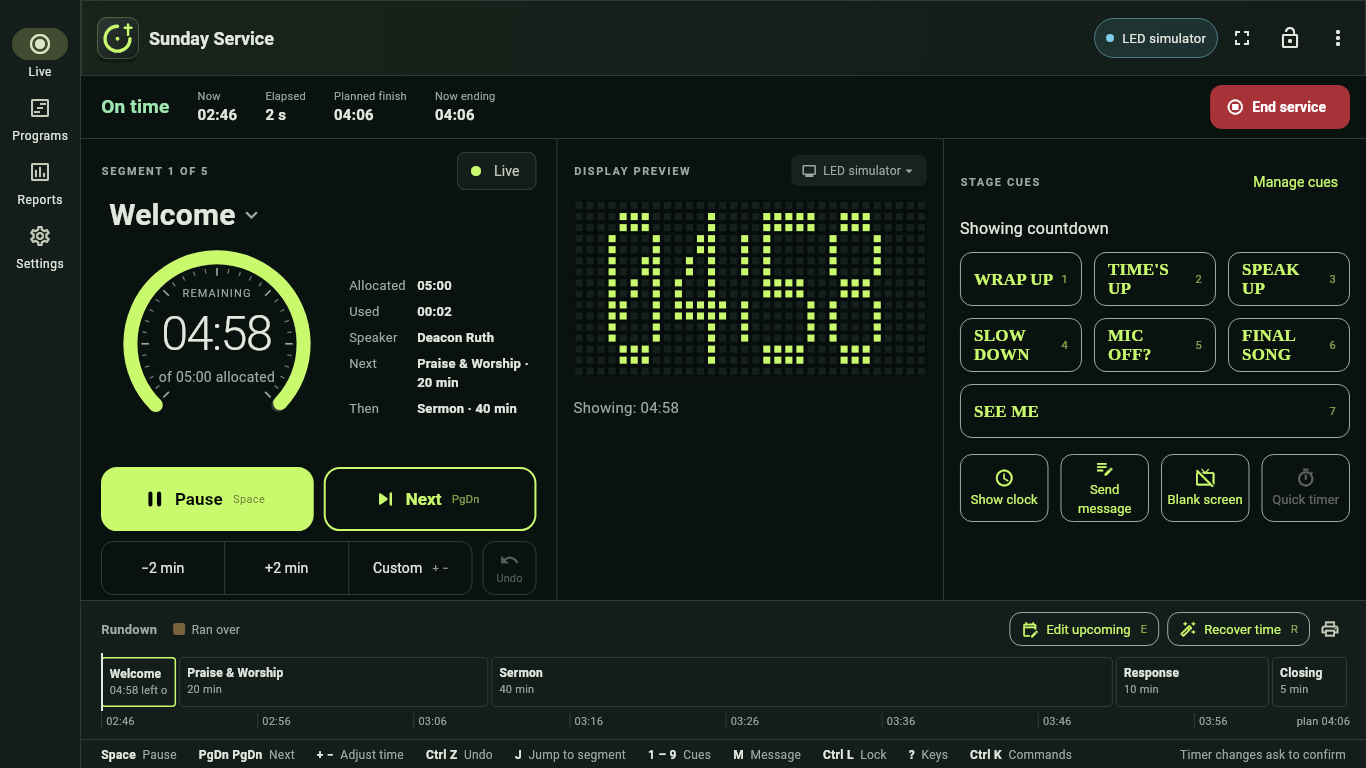 Sunday Service
LED simulator
Live
Programs
Reports
Settings
On time
Now
02:46
Elapsed
2 s
Planned finish
04:06
Now ending
04:06
End service
SEGMENT 1 OF 5
Live
Welcome
REMAINING
04:58
of 05:00 allocated
Allocated 05:00
Used 00:02
Speaker Deacon Ruth
Next Praise & Worship ·
20 min
Then Sermon · 40 min
Pause Space
Next PgDn
−2 min
+2 min
Custom + −
Undo
DISPLAY PREVIEW
LED simulator
04:58
Showing: 04:58
STAGE CUES
Manage cues
Showing countdown
WRAP UP 1
TIME'S
UP 2
SPEAK
UP 3
SLOW
DOWN 4
MIC
OFF? 5
FINAL
SONG 6
SEE ME 7
Show clock
Send
message
Blank screen
Quick timer
Rundown
Ran over
Edit upcoming E
Recover time R
Welcome
04:58 left o
Praise & Worship
20 min
Sermon
40 min
Response
10 min
Closing
5 min
02:46 02:56 03:06 03:16 03:26 03:36 03:46 03:56 plan 04:06
Space Pause PgDn PgDn Next + − Adjust time Ctrl Z Undo J Jump to segment 1 – 9 Cues M Message Ctrl L Lock ? Keys Ctrl K Commands Timer changes ask to confirm